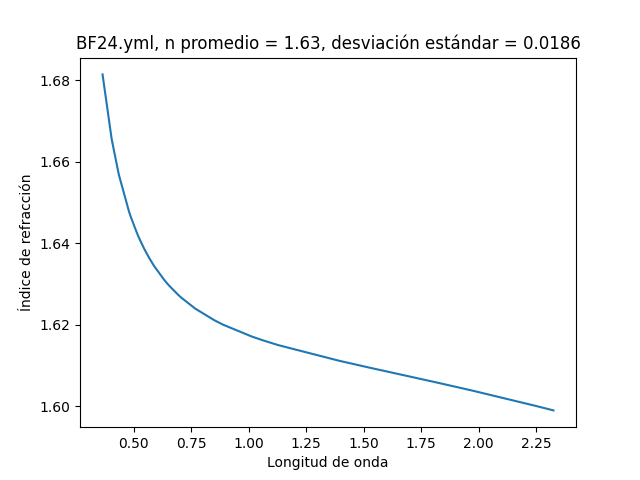 BF24.yml, n promedio = 1.63, desviación estándar = 0.0186
1.68
1.66
1.64
1.62
1.60
Índice de refracción
0.50 0.75 1.00 1.25 1.50 1.75 2.00 2.25
Longitud de onda